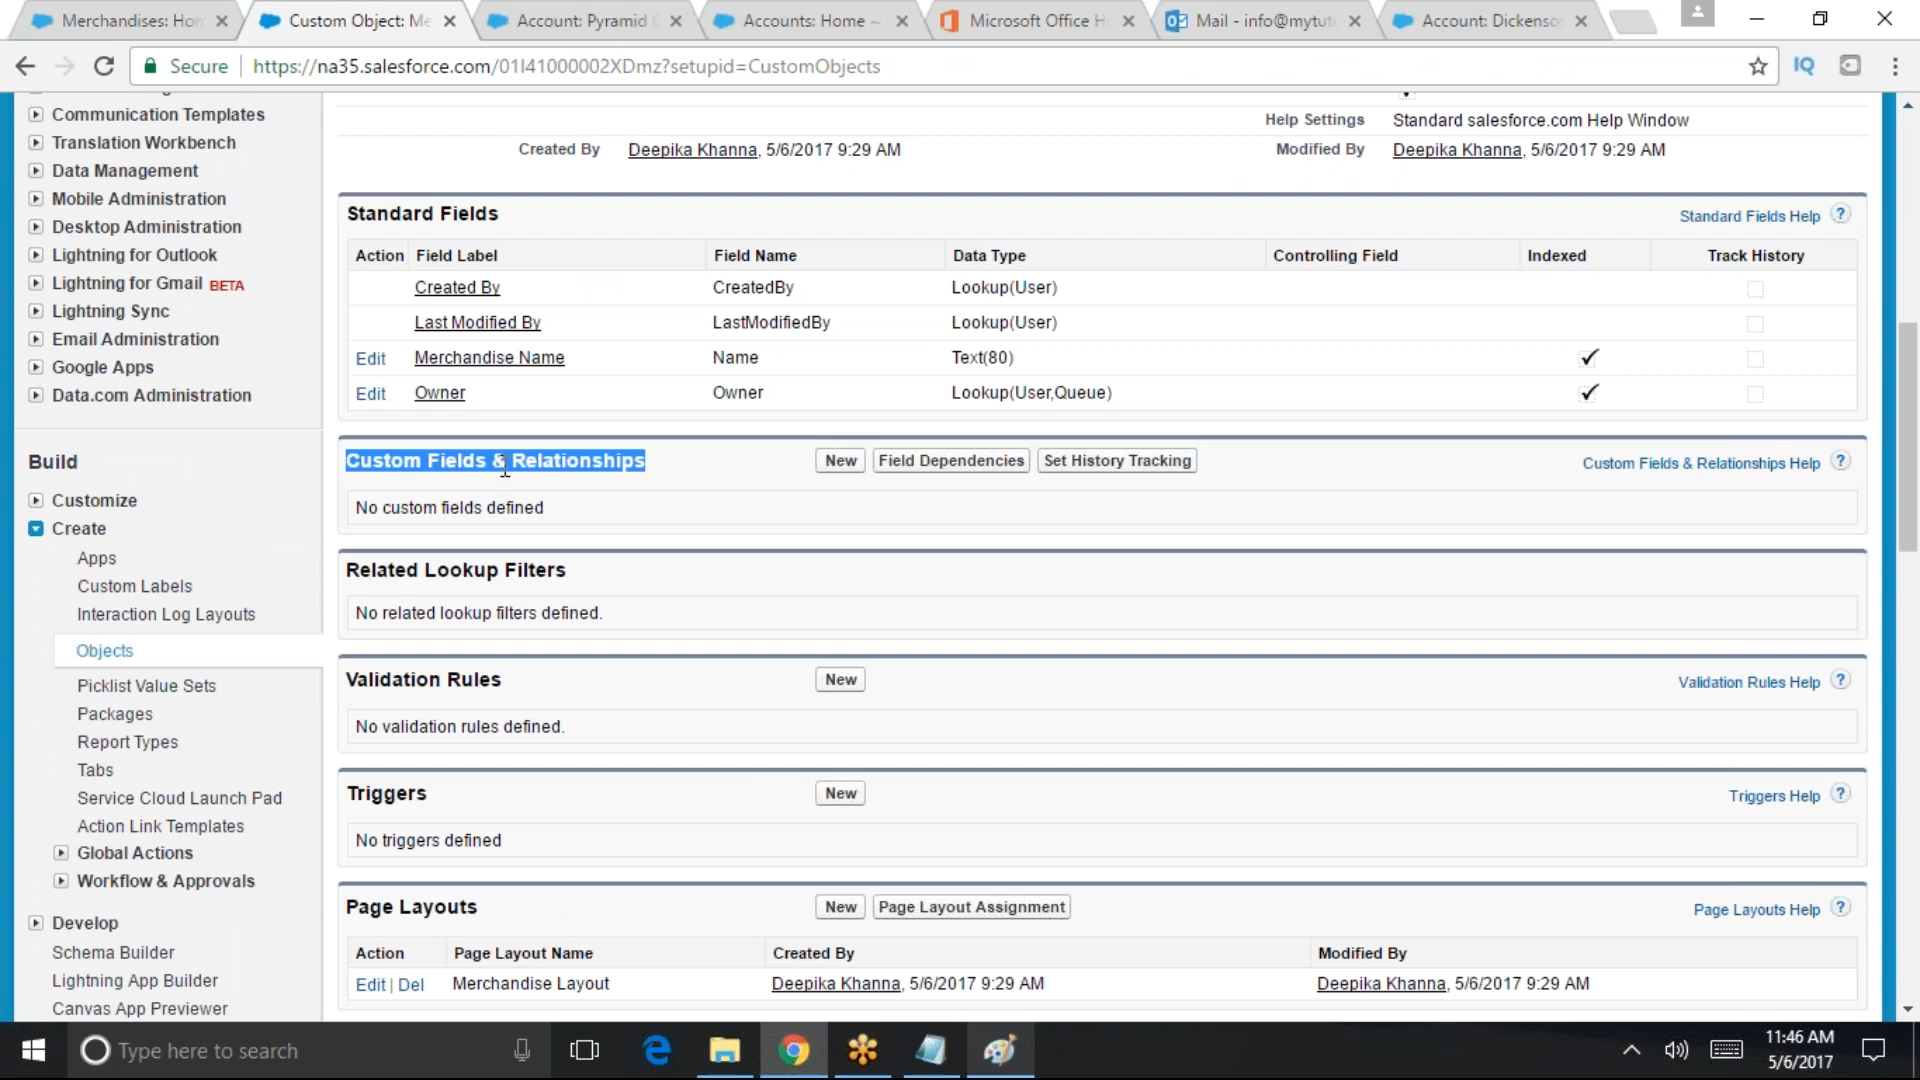 Merchandises: Hom
Custom Object: Me
Account: Pyramid C
Accounts: Home ~
Microsoft Office Ho
Mail - info@mytuto
Account: Dickenson
Secure
https://na35.salesforce.com/01I41000002XDmz?setupid=CustomObjects
IQ
Communication Templates
Translation Workbench
Data Management
Mobile Administration
Desktop Administration
Lightning for Outlook
Lightning for Gmail BETA
Lightning Sync
Email Administration
Google Apps
Data.com Administration
Build
Customize
Create
Apps
Custom Labels
Interaction Log Layouts
Objects
Picklist Value Sets
Packages
Report Types
Tabs
Service Cloud Launch Pad
Action Link Templates
Global Actions
Workflow & Approvals
Develop
Schema Builder
Lightning App Builder
Canvas App Previewer
Help Settings Standard salesforce.com Help Window
Created By Deepika Khanna, 5/6/2017 9:29 AM Modified By Deepika Khanna, 5/6/2017 9:29 AM
Standard Fields Standard Fields Help ?
Action Field Label Field Name Data Type Controlling Field Indexed Track History
Created By CreatedBy Lookup(User)
Last Modified By LastModifiedBy Lookup(User)
Edit Merchandise Name Name Text(80)
Edit Owner Owner Lookup(User,Queue)
Custom Fields & Relationships New Field Dependencies Set History Tracking Custom Fields & Relationships Help ?
No custom fields defined
Related Lookup Filters
No related lookup filters defined.
Validation Rules New Validation Rules Help ?
No validation rules defined.
Triggers New Triggers Help ?
No triggers defined
Page Layouts New Page Layout Assignment Page Layouts Help ?
Action Page Layout Name Created By Modified By
Edit | Del Merchandise Layout Deepika Khanna, 5/6/2017 9:29 AM Deepika Khanna, 5/6/2017 9:29 AM
Type here to search
11:46 AM
5/6/2017